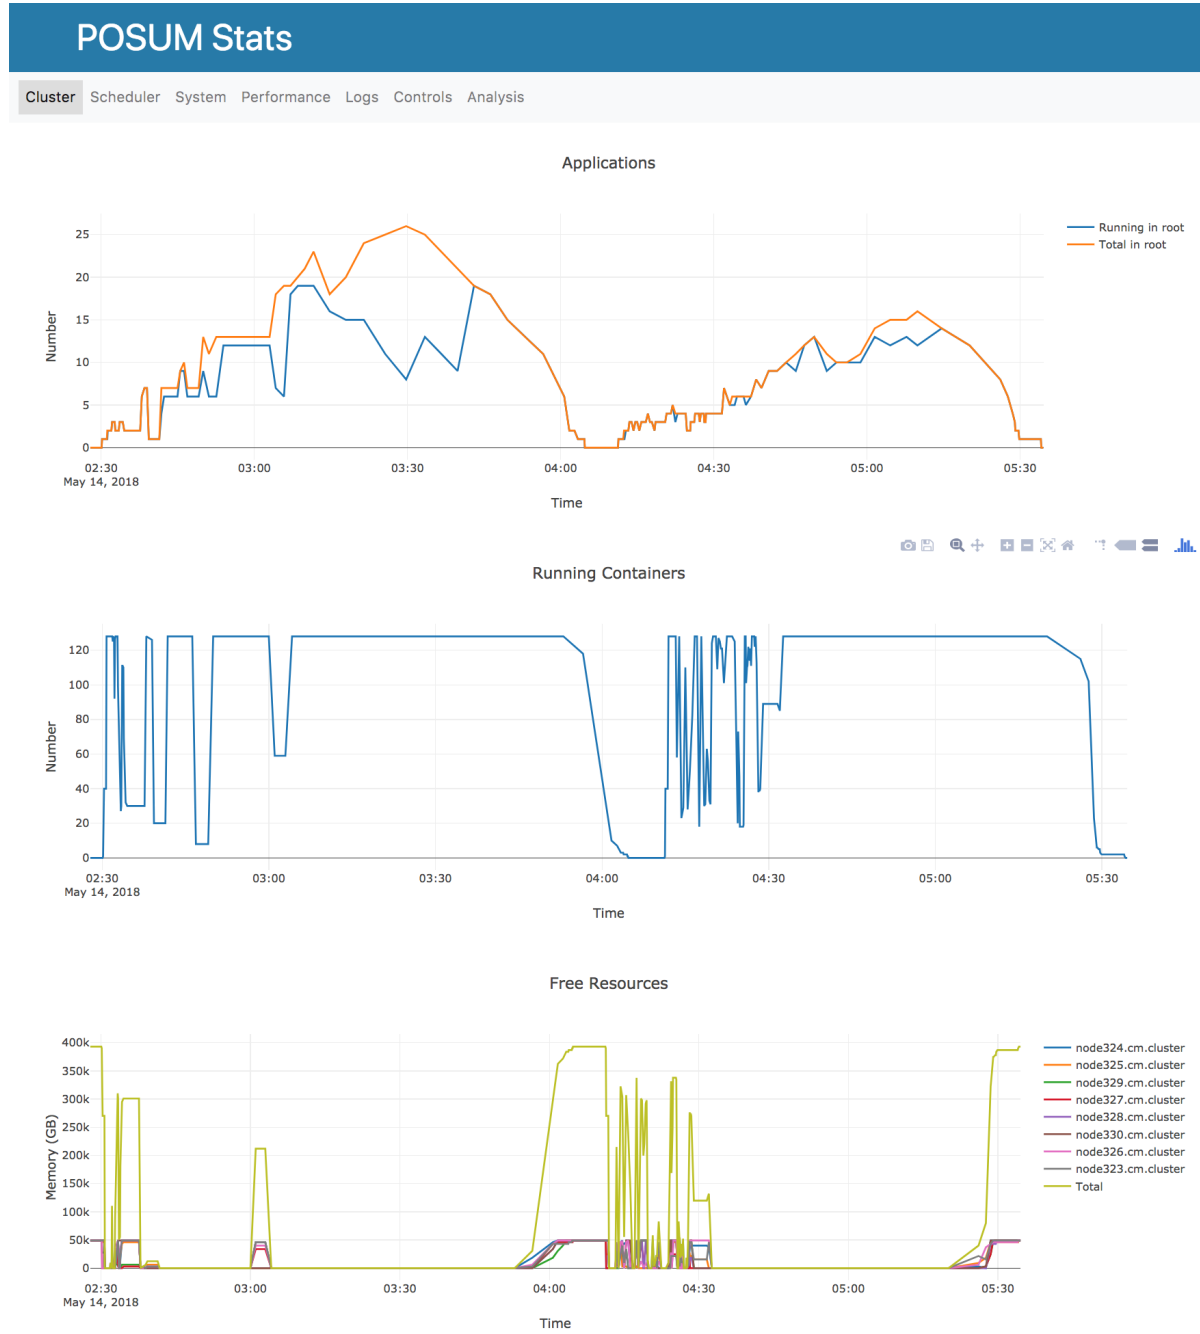 POSUM Stats
Cluster Scheduler System Performance Logs Controls Analysis
Applications
Running in root
Total in root
25
20
15
10
5
0
Number
02:30 03:00 03:30 04:00 04:30 05:00 05:30
May 14, 2018
Time
Running Containers
120
100
80
60
40
20
0
Number
02:30 03:00 03:30 04:00 04:30 05:00 05:30
May 14, 2018
Time
Free Resources
400k
350k
300k
250k
200k
150k
100k
50k
0
Memory (GB)
node324.cm.cluster
node325.cm.cluster
node329.cm.cluster
node327.cm.cluster
node328.cm.cluster
node330.cm.cluster
node326.cm.cluster
node323.cm.cluster
Total
02:30 03:00 03:30 04:00 04:30 05:00 05:30
May 14, 2018
Time